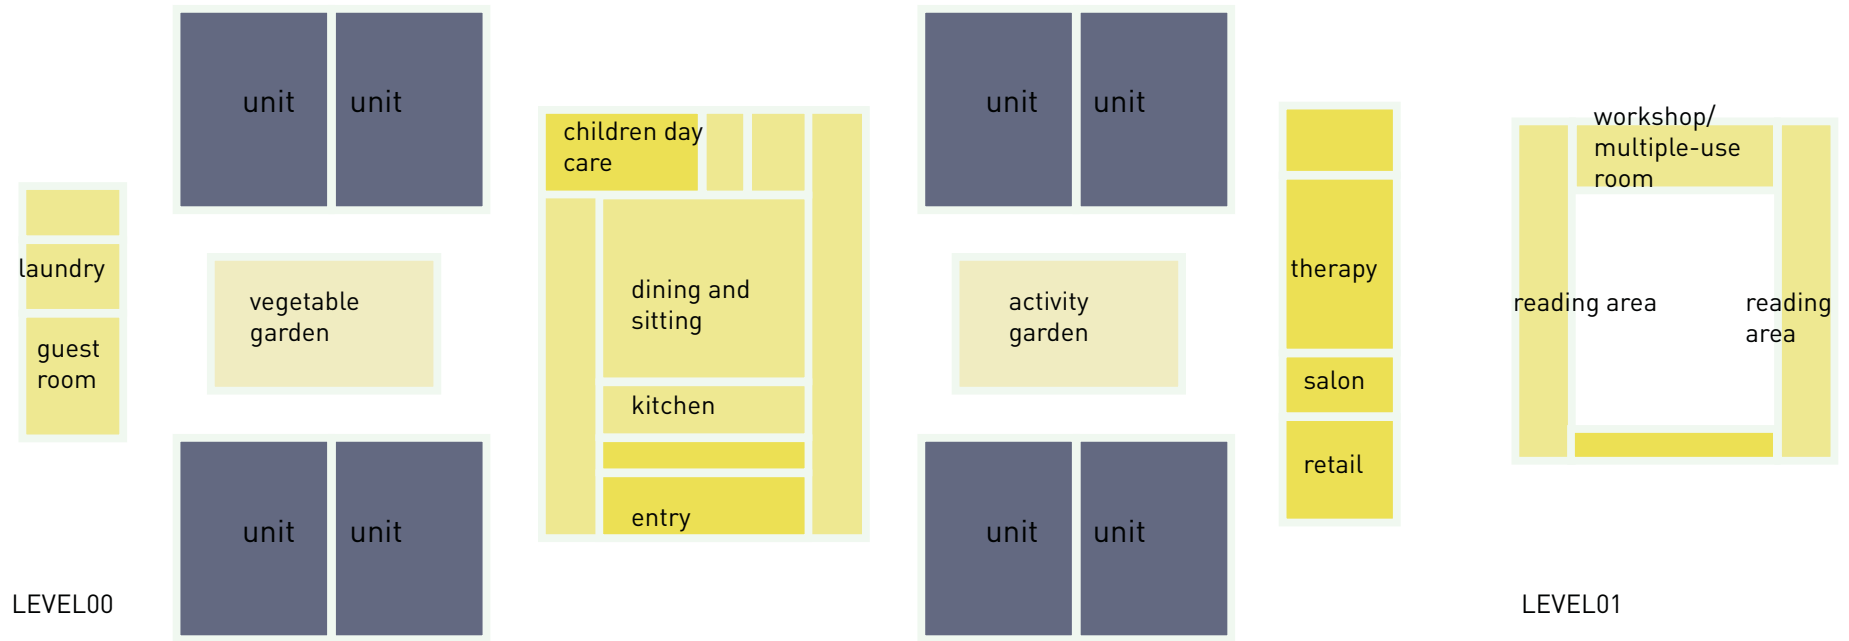 unit
unit
unit
unit
children day
care
workshop/
multiple-use
room
laundry
vegetable
garden
guest
room
dining and
sitting
kitchen
entry
activity
garden
therapy
salon
retail
reading area
reading
area
unit
unit
unit
unit
LEVEL00
LEVEL01